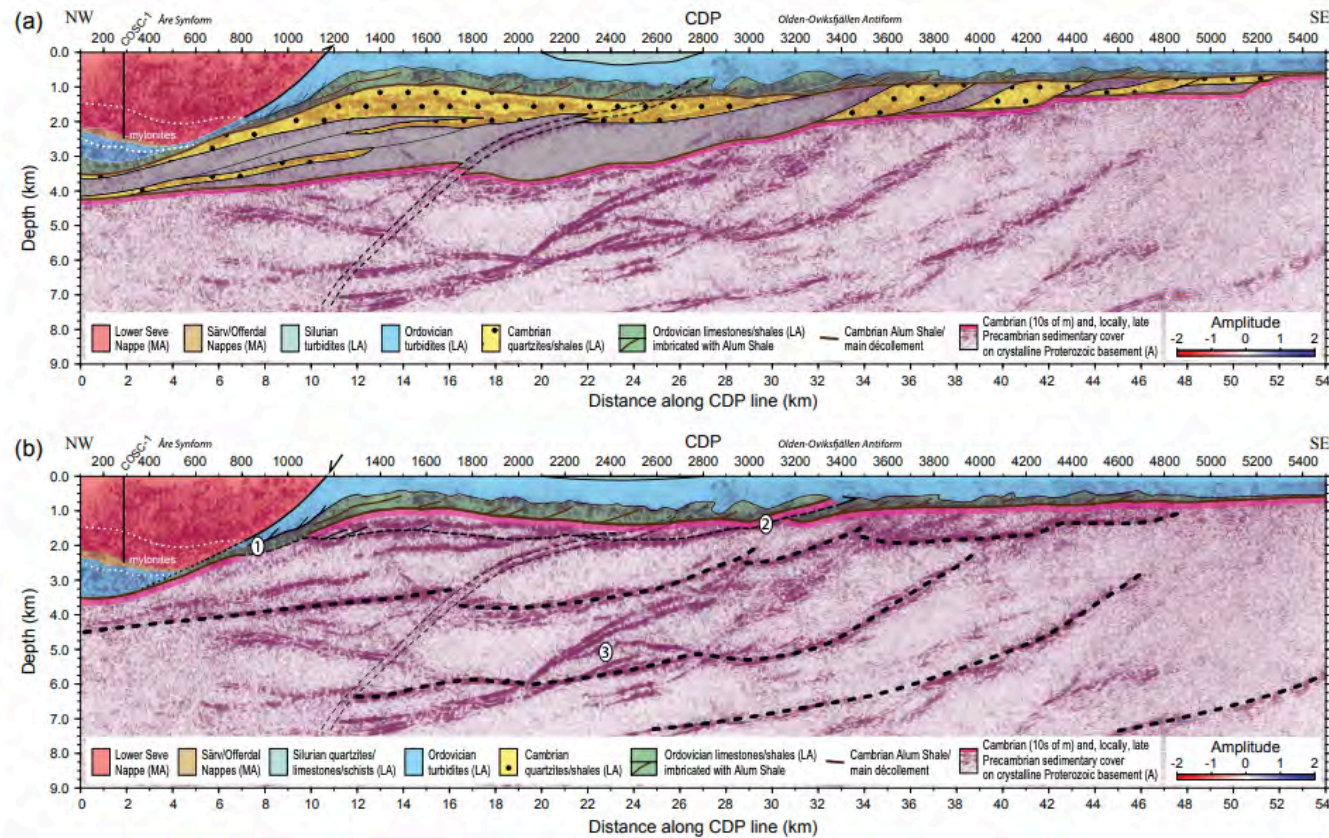 (a) NW CDP SE
COSC-1 Åre Synform Olden-Oviksfjällen Antiform
200 400 600 800 1000 1200 1400 1600 1800 2000 2200 2400 2600 2800 3000 3200 3400 3600 3800 4000 4200 4400 4600 4800 5000 5200 5400
0.0
1.0
2.0
mylonites
3.0
4.0
5.0
6.0
7.0
8.0
9.0
Depth (km)
Lower Seve Nappe (MA)
Särv/Offerdal Nappes (MA)
Silurian turbidites (LA)
Ordovician turbidites (LA)
Cambrian quartzites/shales (LA)
Ordovician limestones/shales (LA) imbricated with Alum Shale
Cambrian Alum Shale/ main décollement
Cambrian (10s of m) and, locally, late Precambrian sedimentary cover on crystalline Proterozoic basement (A)
Amplitude
-2 -1 0 1 2
0 2 4 6 8 10 12 14 16 18 20 22 24 26 28 30 32 34 36 38 40 42 44 46 48 50 52 54
Distance along CDP line (km)
(b) NW CDP SE
COSC-1 Åre Synform Olden-Oviksfjällen Antiform
200 400 600 800 1000 1200 1400 1600 1800 2000 2200 2400 2600 2800 3000 3200 3400 3600 3800 4000 4200 4400 4600 4800 5000 5200 5400
0.0
1.0
2
1
2.0
mylonites
3.0
4.0
5.0
3
6.0
7.0
8.0
9.0
Depth (km)
Lower Seve Nappe (MA)
Särv/Offerdal Nappes (MA)
Silurian quartzites/ limestones/schists (LA)
Ordovician turbidites (LA)
Cambrian quartzites/shales (LA)
Ordovician limestones/shales (LA) imbricated with Alum Shale
Cambrian Alum Shale/ main décollement
Cambrian (10s of m) and, locally, late Precambrian sedimentary cover on crystalline Proterozoic basement (A)
Amplitude
-2 -1 0 1 2
0 2 4 6 8 10 12 14 16 18 20 22 24 26 28 30 32 34 36 38 40 42 44 46 48 50 52 54
Distance along CDP line (km)